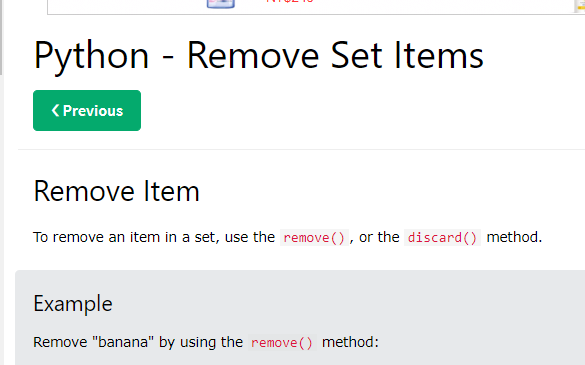 Python - Remove Set Items
❮ Previous
Remove Item
To remove an item in a set, use the remove(), or the discard() method.
Example
Remove "banana" by using the remove() method: